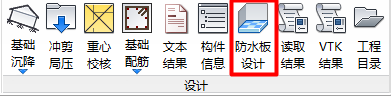 基础 冲剪 重心 基础 文本 构件 防水板 读取 VTK 工程
沉降 局压 校核 配筋 结果 信息 设计 结果 结果 目录
设计